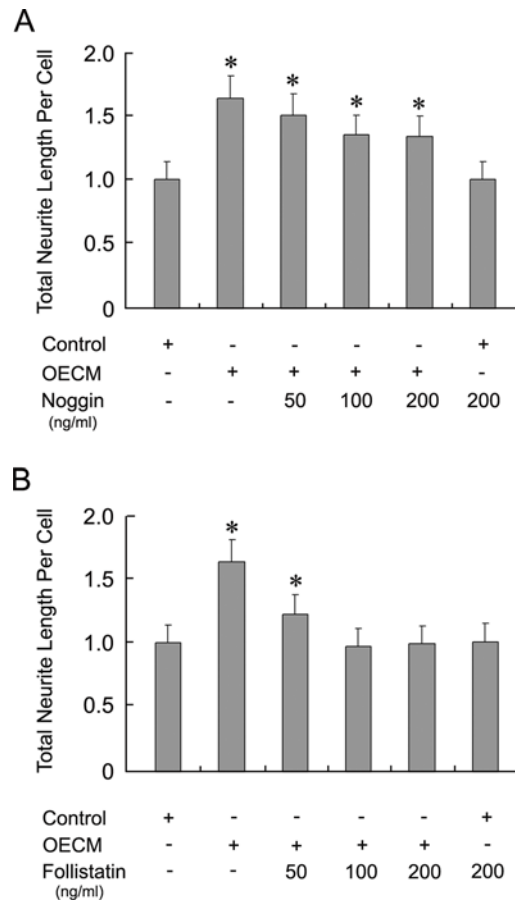 A
Total Neurite Length Per Cell
2.0
* * * *
1.5
1.0
0.5
0
Control + - - - - +
OECM - + + + + -
Noggin - - 50 100 200 200
(ng/ml)
B
Total Neurite Length Per Cell
2.0
* *
1.5
1.0
0.5
0
Control + - - - - +
OECM - + + + + -
Follistatin - - 50 100 200 200
(ng/ml)